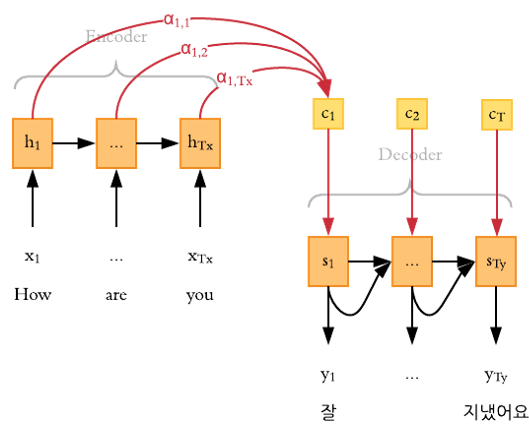 Encoder
α1,1
α1,2
α1,Tx
c1 c2 cT
h1 ... hTx
Decoder
s1 ... sTy
x1 ... xTx
How are you
y1 ... yTy
잘 지냈어요